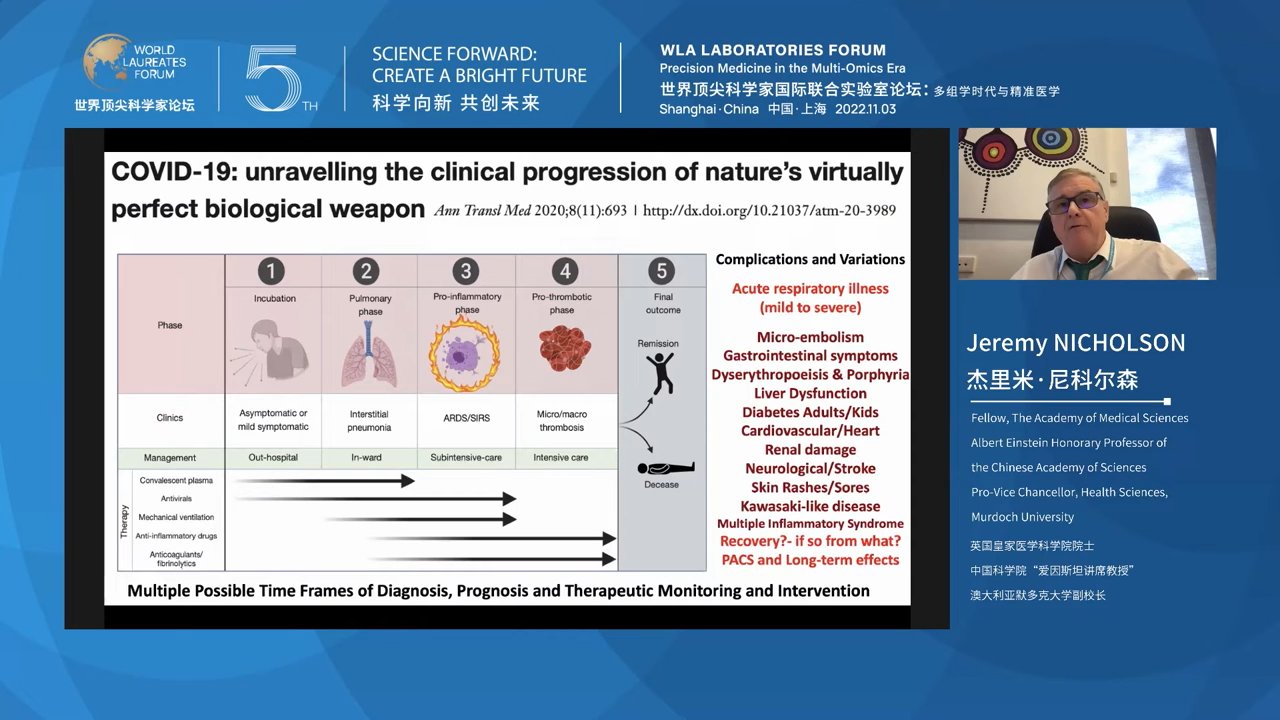 WORLD
LAUREATES
FORUM
世界顶尖科学家论坛
5TH
SCIENCE FORWARD:
CREATE A BRIGHT FUTURE
科学向新 共创未来
WLA LABORATORIES FORUM
Precision Medicine in the Multi-Omics Era
世界顶尖科学家国际联合实验室论坛：多组学时代与精准医学
Shanghai·China 中国·上海 2022.11.03
COVID-19: unravelling the clinical progression of nature's virtually
perfect biological weapon Ann Transl Med 2020;8(11):693 | http://dx.doi.org/10.21037/atm-20-3989
1 2 3 4 5
Phase
Incubation
Pulmonary
phase
Pro-inflammatory
phase
Pro-thrombotic
phase
Final
outcome
Remission
Clinics
Asymptomatic or
mild symptomatic
Interstitial
pneumonia
ARDS/SIRS
Micro/macro
thrombosis
Management Out-hospital In-ward Subintensive-care Intensive care
Decease
Therapy
Convalescent plasma
Antivirals
Mechanical ventilation
Anti-inflammatory drugs
Anticoagulants/
fibrinolytics
Complications and Variations
Acute respiratory illness
(mild to severe)
Micro-embolism
Gastrointestinal symptoms
Dyserythropoeisis & Porphyria
Liver Dysfunction
Diabetes Adults/Kids
Cardiovascular/Heart
Renal damage
Neurological/Stroke
Skin Rashes/Sores
Kawasaki-like disease
Multiple Inflammatory Syndrome
Recovery?- if so from what?
PACS and Long-term effects
Multiple Possible Time Frames of Diagnosis, Prognosis and Therapeutic Monitoring and Intervention
Jeremy NICHOLSON
杰里米·尼科尔森
Fellow, The Academy of Medical Sciences
Albert Einstein Honorary Professor of
the Chinese Academy of Sciences
Pro-Vice Chancellor, Health Sciences,
Murdoch University
英国皇家医学科学院院士
中国科学院“爱因斯坦讲席教授”
澳大利亚默多克大学副校长